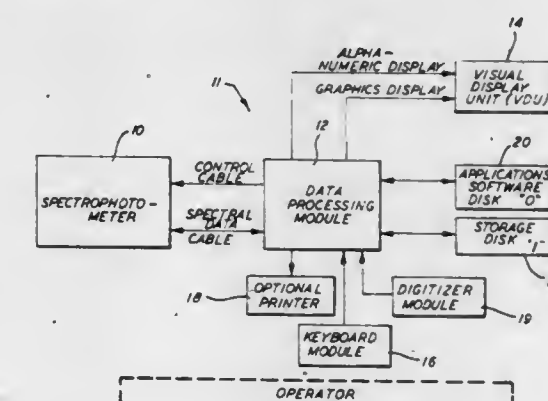 14
ALPHA-
NUMERIC DISPLAY
11
GRAPHICS DISPLAY
VISUAL
DISPLAY
UNIT (VDU)
10
12
20
CONTROL
CABLE
SPECTROPHOTO-
METER
DATA
PROCESSING
MODULE
APPLICATIONS
SOFTWARE
DISK "0"
SPECTRAL
DATA
CABLE
STORAGE
DISK "1"
18
OPTIONAL
PRINTER
DIGITIZER
MODULE
19
KEYBOARD
MODULE
16
OPERATOR